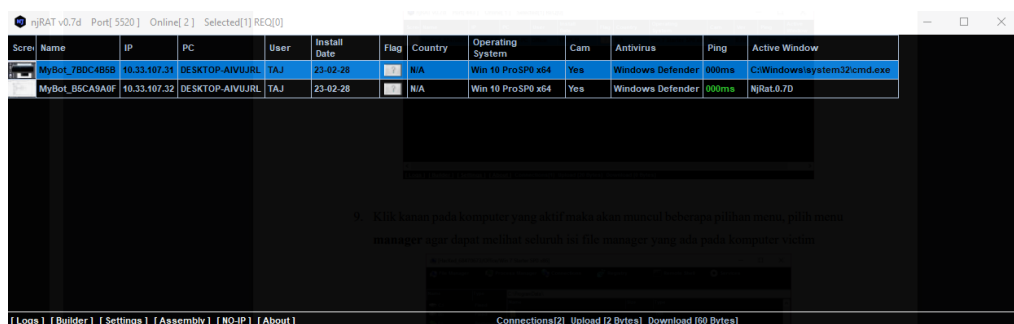 njRAT v0.7d Port[ 5520 ] Online[ 2 ] Selected[1] REQ[0]
Scre Name IP PC User Install Date Flag Country Operating System Cam Antivirus Ping Active Window
MyBot_7BDC4B5B 10.33.107.31 DESKTOP-AIVUJRL TAJ 23-02-28 ? N/A Win 10 ProSP0 x64 Yes Windows Defender 000ms C:\Windows\system32\cmd.exe
MyBot_B5CA9A0F 10.33.107.32 DESKTOP-AIVUJRL TAJ 23-02-28 ? N/A Win 10 ProSP0 x64 Yes Windows Defender 000ms NjRat.0.7D
9. Klik kanan pada komputer yang aktif maka akan muncul beberapa pilihan menu, pilih menu
manager agar dapat melihat seluruh isi file manager yang ada pada komputer victim
[ Logs ] [ Builder ] [ Settings ] [ Assembly ] [ NO-IP ] [ About ] Connections[2] Upload [2 Bytes] Download [60 Bytes]